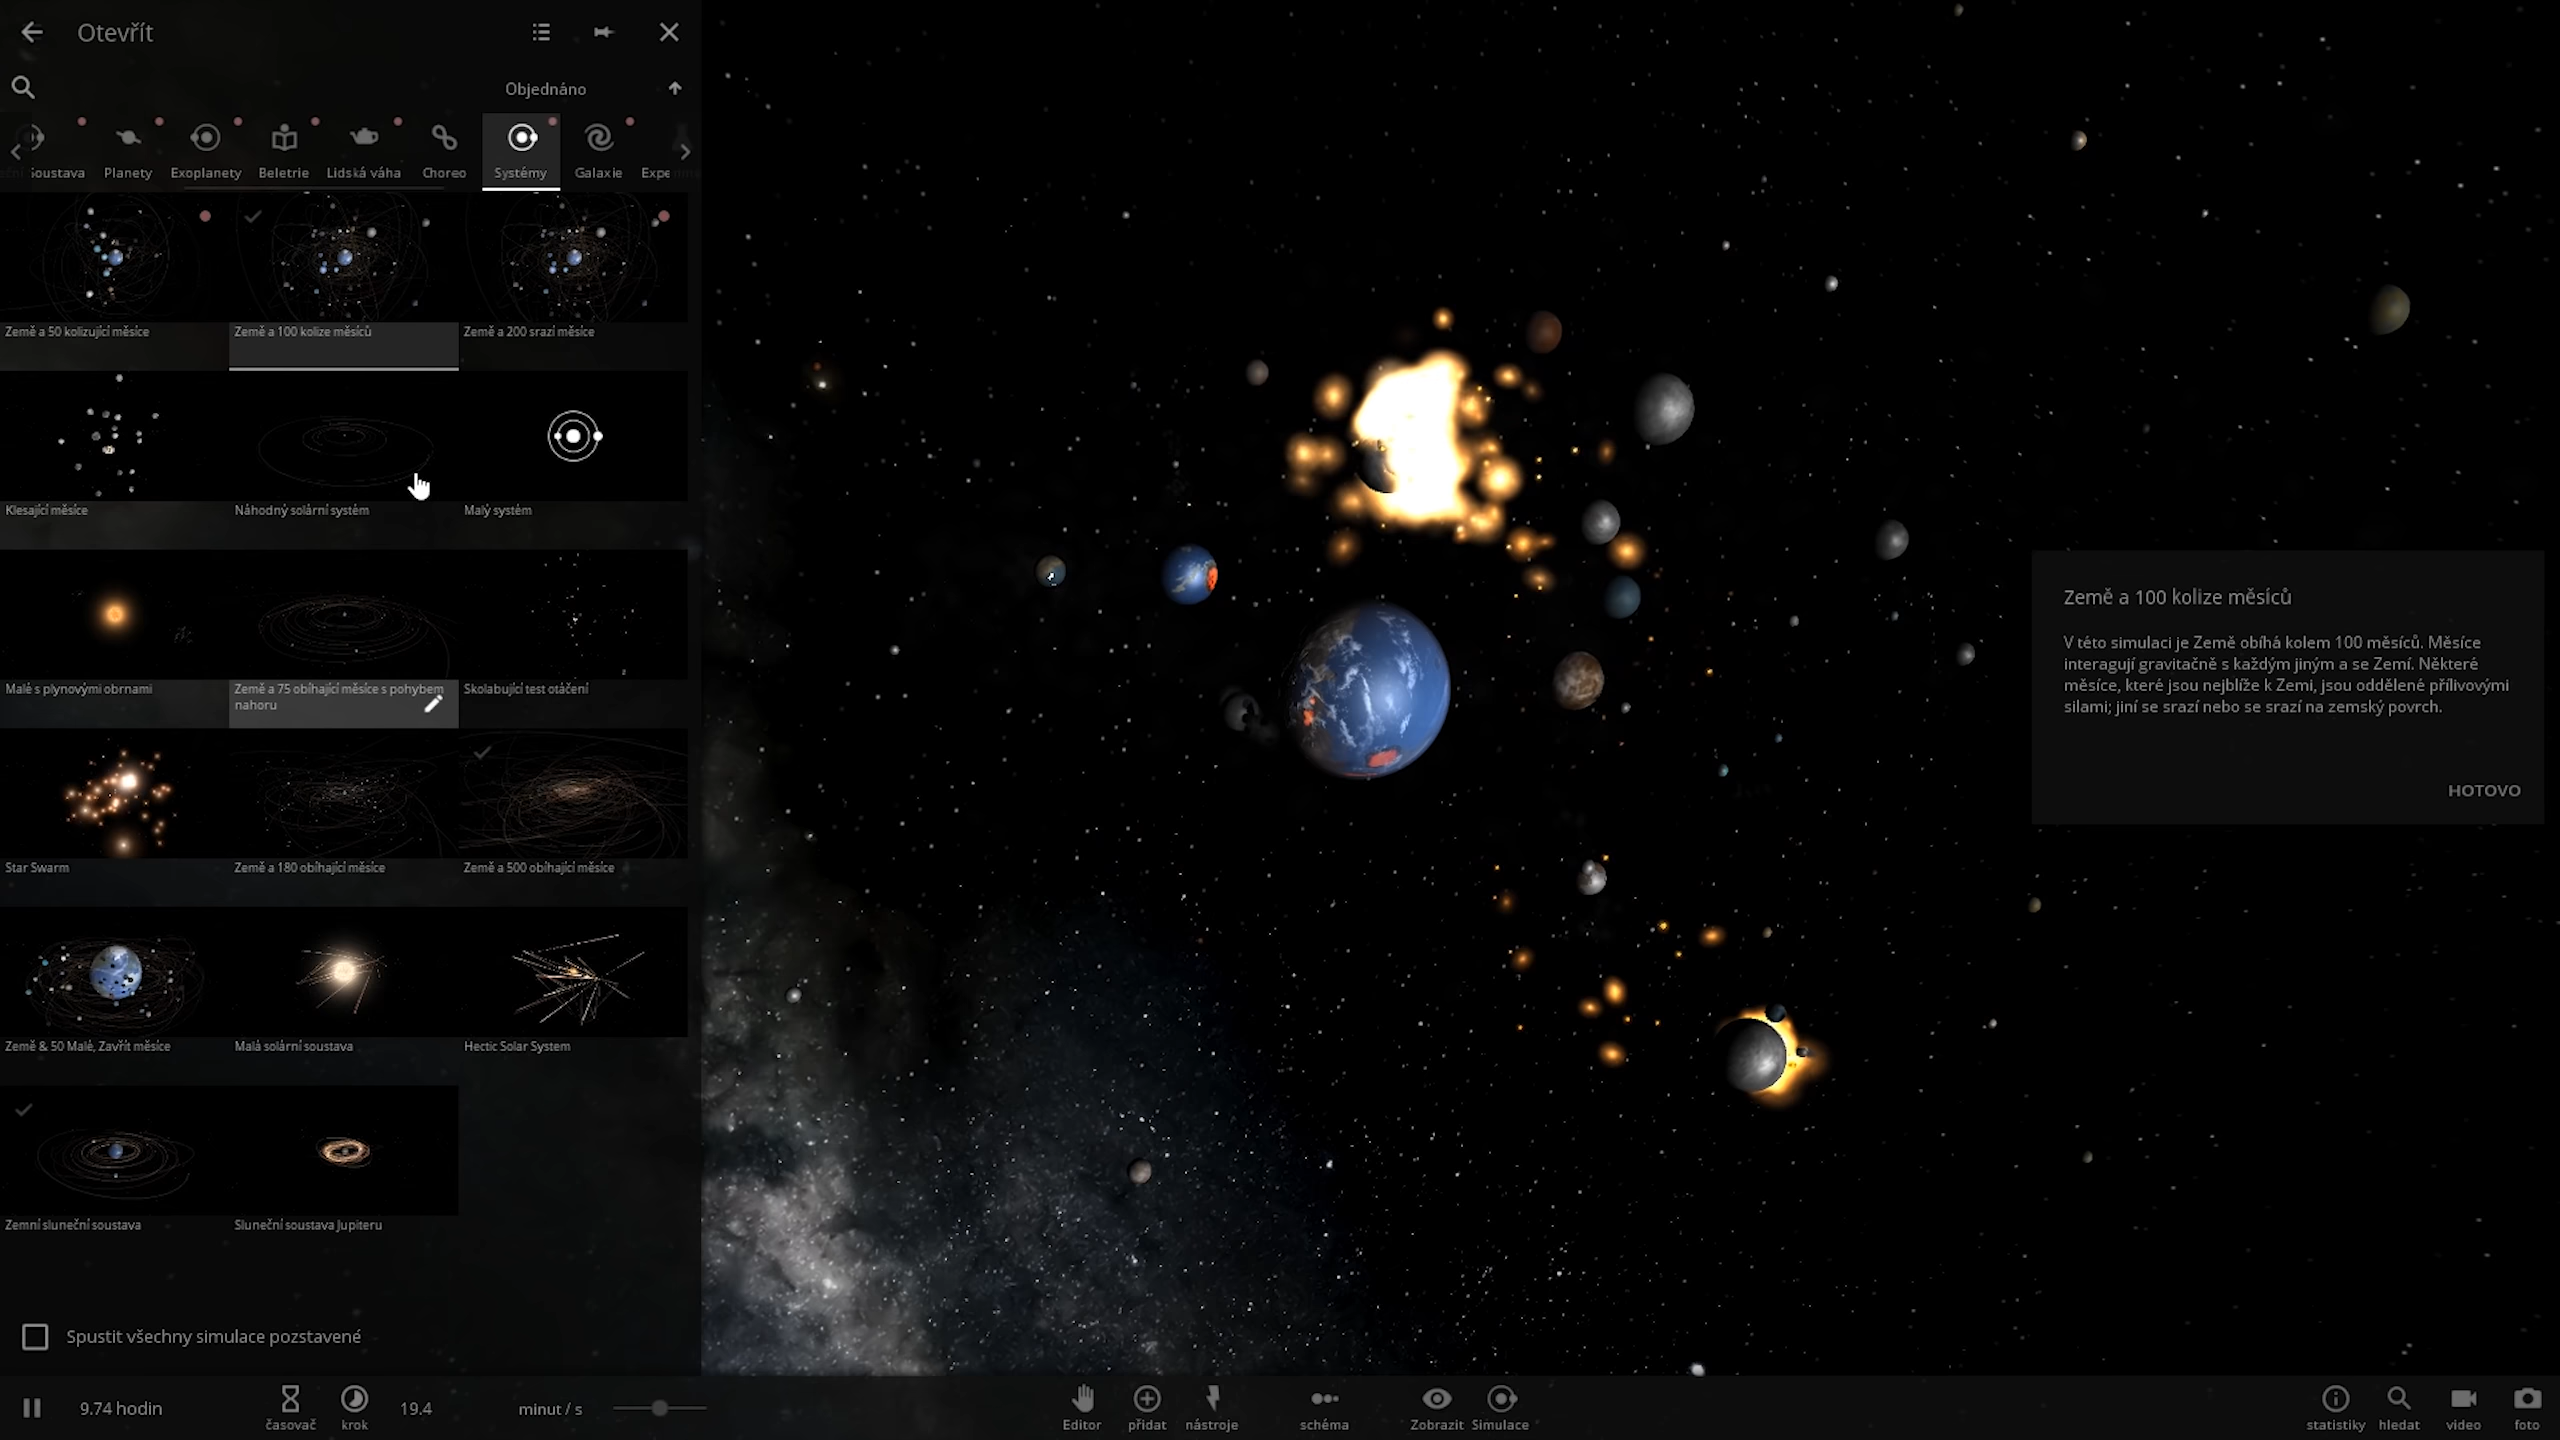 Otevřít
Objednáno
Soustava
Planety
Exoplanety
Beletrie
Lidská váha
Choreo
Systémy
Galaxie
Země a 50 kolizující měsíce
Země a 100 kolize měsíců
Země a 200 srazí měsíce
Klesající měsíce
Náhodný solární systém
Malý systém
Malé s plynovými obrnami
Země a 75 obíhající měsíce s pohybem
nahoru
Skolabující test otáčení
Star Swarm
Země a 180 obíhající měsíce
Země a 500 obíhající měsíce
Země & 50 Malé, Zavřít měsíce
Malá solární soustava
Hectic Solar System
Zemní sluneční soustava
Sluneční soustava Jupiteru
Spustit všechny simulace pozstavené
Země a 100 kolize měsíců
V této simulaci je Země obíhá kolem 100 měsíců. Měsíce
interagují gravitačně s každým jiným a se Zemí. Některé
měsíce, které jsou nejblíže k Zemi, jsou oddělené přílivovými
silami; jiní se srazí nebo se srazí na zemský povrch.
HOTOVO
9.74 hodin
časovač
krok
19.4
minut / s
Editor
přidat
nástroje
schéma
Zobrazit
Simulace
statistiky
hledat
video
foto